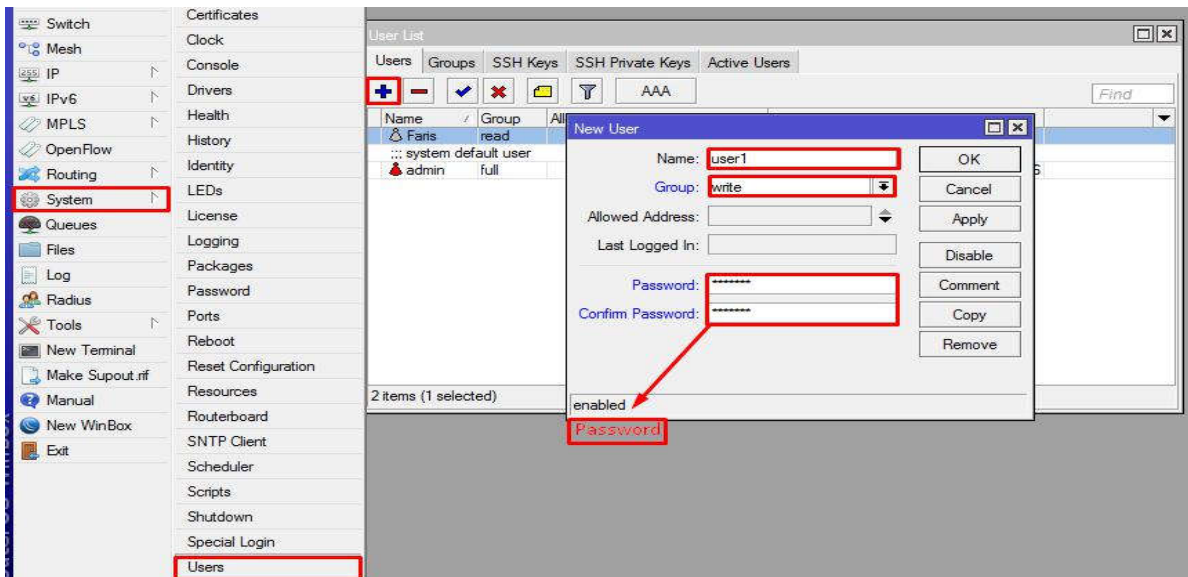 Switch
Mesh
IP
IPv6
MPLS
OpenFlow
Routing
System
Queues
Files
Log
Radius
Tools
New Terminal
Make Supout.rif
Manual
New WinBox
Exit
Certificates
Clock
Console
Drivers
Health
History
Identity
LEDs
License
Logging
Packages
Password
Ports
Reboot
Reset Configuration
Resources
Routerboard
SNTP Client
Scheduler
Scripts
Shutdown
Special Login
Users
User List
Users Groups SSH Keys SSH Private Keys Active Users
AAA Find
Name Group
Faris read
::: system default user
admin full
2 items (1 selected)
New User
Name: user1
Group: write
Allowed Address:
Last Logged In:
Password: *******
Confirm Password: *******
OK
Cancel
Apply
Disable
Comment
Copy
Remove
enabled
Password